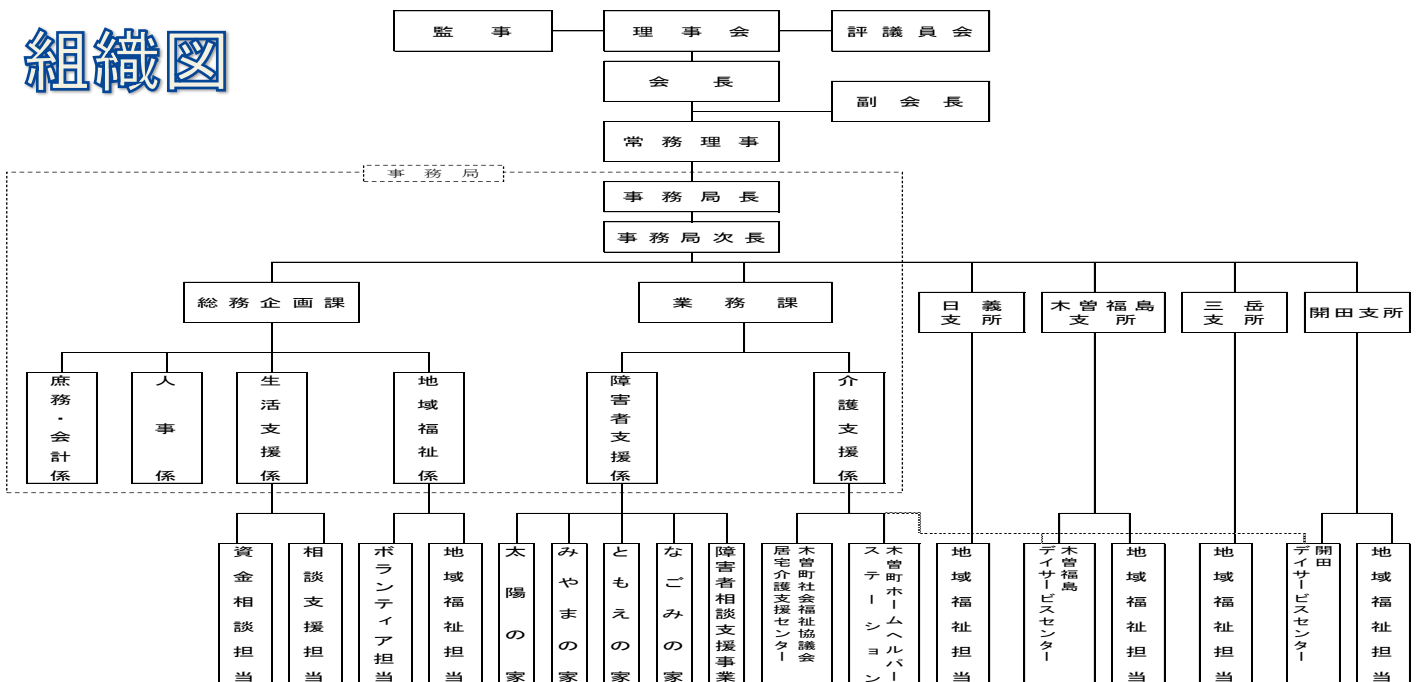 組織図
監事
理事会
評議員会
会長
副会長
常務理事
事務局
事務局長
事務局次長
総務企画課
業務課
日義
支所
木曽福島
支所
三岳
支所
開田支所
庶務・会計係
人事係
生活支援係
地域福祉係
障害者支援係
介護支援係
資金相談担当
相談支援担当
ボランティア担当
地域福祉担当
太陽の家
みやまの家
ともえの家
なごみの家
障害者相談支援事業
木曽町社会福祉協議会
居宅介護支援センター
木曽町ホームヘルパー
ステーション
地域福祉担当
木曽福島
デイサービスセンター
地域福祉担当
地域福祉担当
開田
デイサービスセンター
地域福祉担当